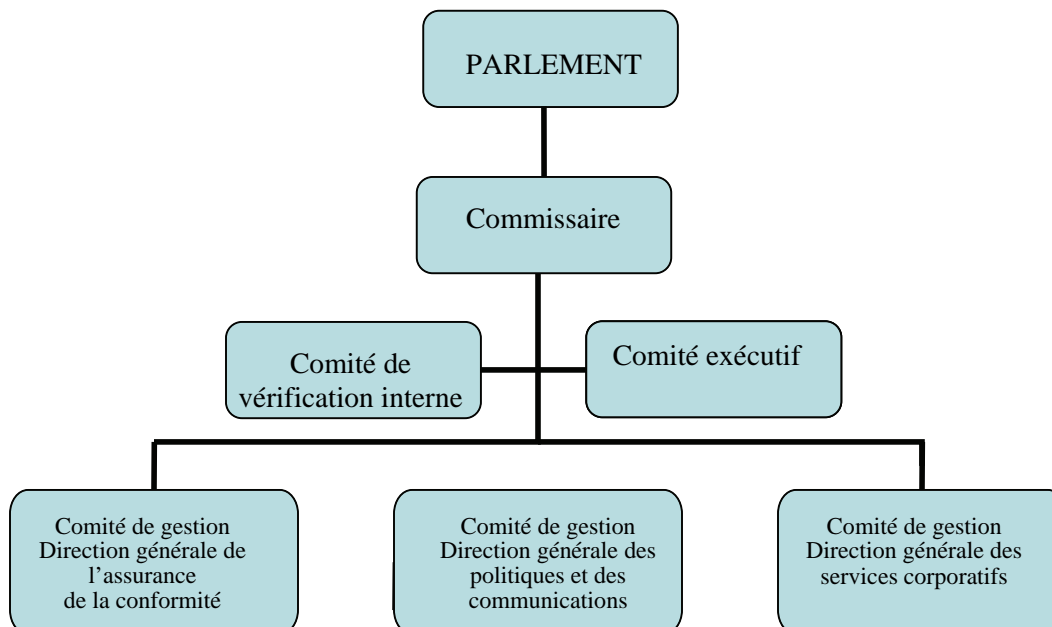 PARLEMENT
Commissaire
Comité de
vérification interne
Comité exécutif
Comité de gestion
Direction générale de
l’assurance
de la conformité
Comité de gestion
Direction générale des
politiques et des
communications
Comité de gestion
Direction générale des
services corporatifs